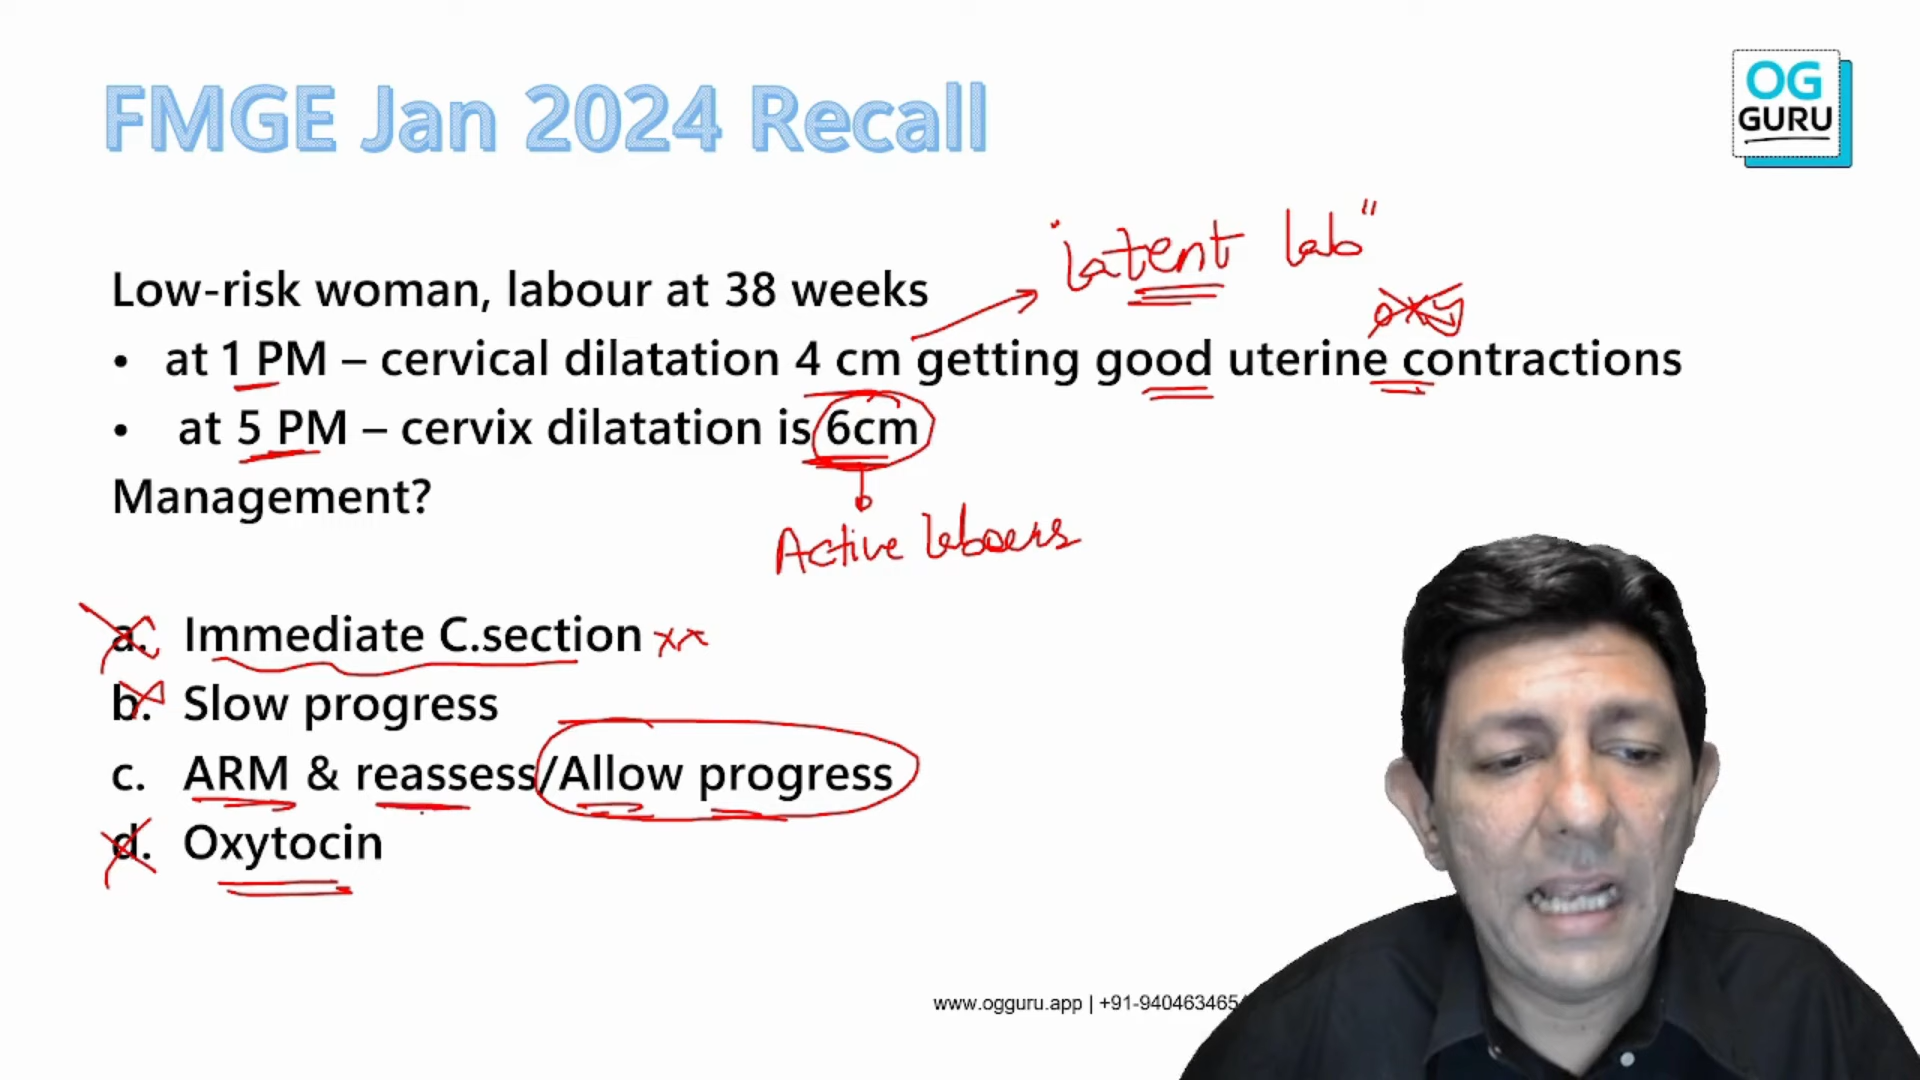 FMGE Jan 2024 Recall
OG
GURU
"latent lab"
Low-risk woman, labour at 38 weeks
oxy
• at 1 PM – cervical dilatation 4 cm getting good uterine contractions
• at 5 PM – cervix dilatation is 6cm
Management?
Active labours
a. Immediate C.section xx
b. Slow progress
c. ARM & reassess/Allow progress
d. Oxytocin
www.ogguru.app | +91-940463465